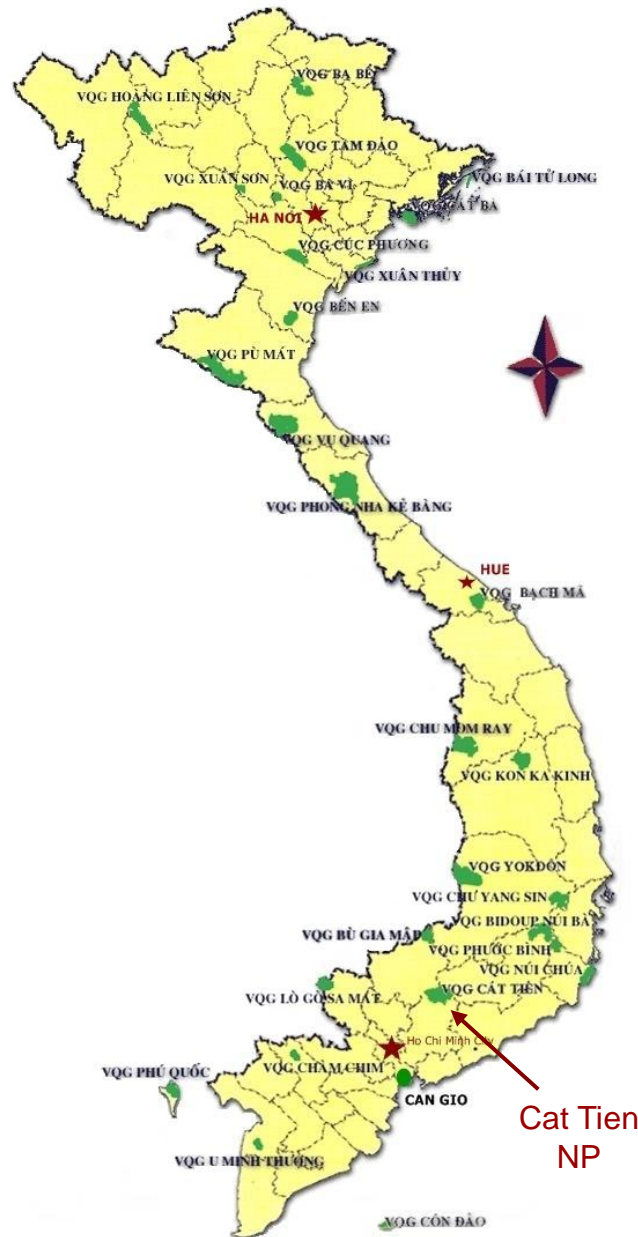 VQG BA BỂ
VQG HOÀNG LIÊN SƠN
VQG TAM ĐẢO
VQG XUÂN SƠN
VQG BA VÌ
VQG BÁI TỬ LONG
VQG CÁT BÀ
HA NOI
VQG CÚC PHƯƠNG
VQG XUÂN THỦY
VQG BẾN EN
VQG PÙ MÁT
VQG VU QUANG
VQG PHONG NHA KẺ BÀNG
HUE
VQG BẠCH MÃ
VQG CHU MOM RAY
VQG KON KA KINH
VQG YOKĐÔN
VQG CHƯ YANG SIN
VQG BIDOUP NÚI BÀ
VQG BÙ GIA MẬP
VQG PHƯỚC BÌNH
VQG NÚI CHÚA
VQG CÁT TIÊN
VQG LÒ GÒ SA MÁT
Ho Chi Minh City
VQG CHÀM CHIM
VQG PHÚ QUỐC
CAN GIO
Cat Tien
NP
VQG U MINH THƯỢNG
VQG CÔN ĐẢO